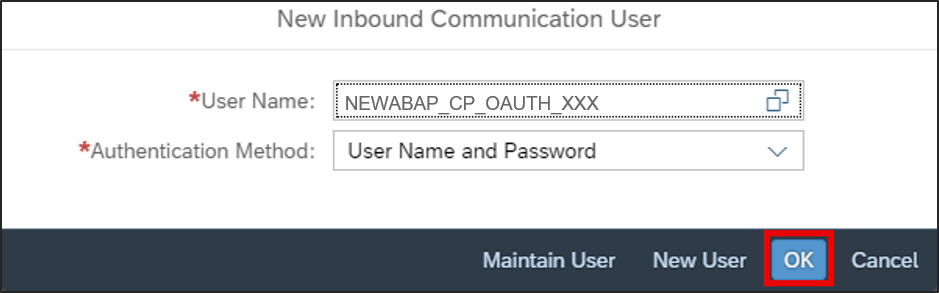 New Inbound Communication User
*User Name: NEWABAP_CP_OAUTH_XXX
*Authentication Method: User Name and Password
Maintain User New User OK Cancel